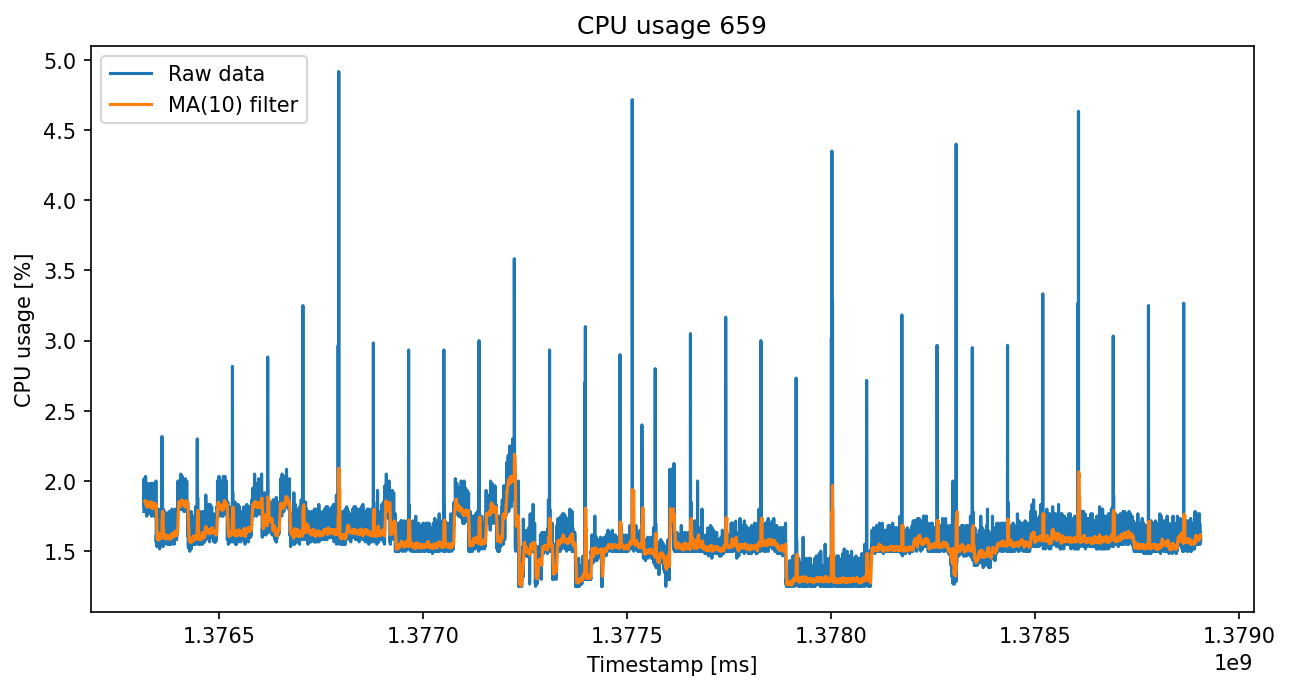 CPU usage 659
Raw data
MA(10) filter
CPU usage [%]
5.0
4.5
4.0
3.5
3.0
2.5
2.0
1.5
1.3765
1.3770
1.3775
1.3780
1.3785
1.3790
1e9
Timestamp [ms]